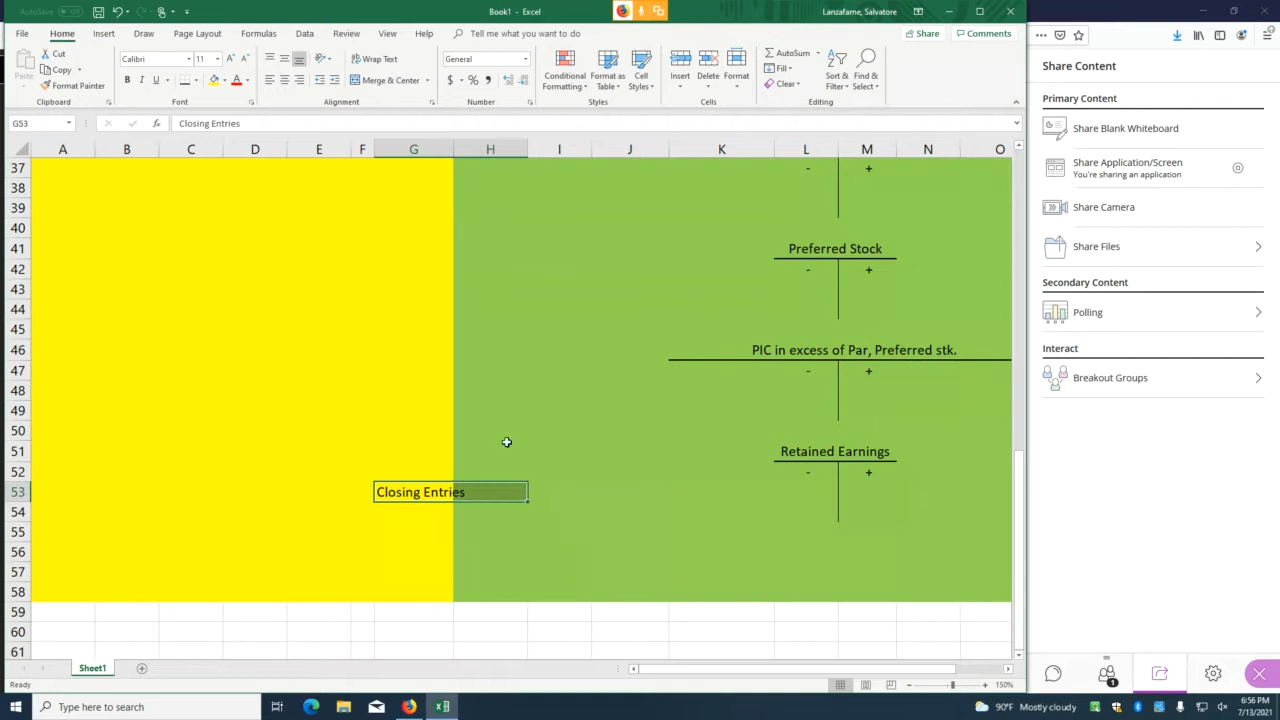 AutoSave
Book1 - Excel
Lanzafame, Salvatore
File Home Insert Draw Page Layout Formulas Data Review View Help Tell me what you want to do Share Comments
Paste
Cut
Copy
Format Painter
Clipboard
Calibri 11
B I U
Font
Wrap Text
Merge & Center
Alignment
General
$ % ,
Number
Conditional Formatting
Format as Table
Cell Styles
Styles
Insert Delete Format
Cells
AutoSum
Fill
Clear
Sort & Filter
Find & Select
Editing
G53 fx Closing Entries
A B C D E F G H I J K L M N O
37 - +
38
39
40
41 Preferred Stock
42 - +
43
44
45
46 PIC in excess of Par, Preferred stk.
47 - +
48
49
50
51 Retained Earnings
52 - +
53 Closing Entries
54
55
56
57
58
59
60
61
Sheet1
Ready 150%
Share Content
Primary Content
Share Blank Whiteboard
Share Application/Screen
You're sharing an application
Share Camera
Share Files
Secondary Content
Polling
Interact
Breakout Groups
1
Type here to search
90°F Mostly cloudy
6:56 PM
7/13/2021